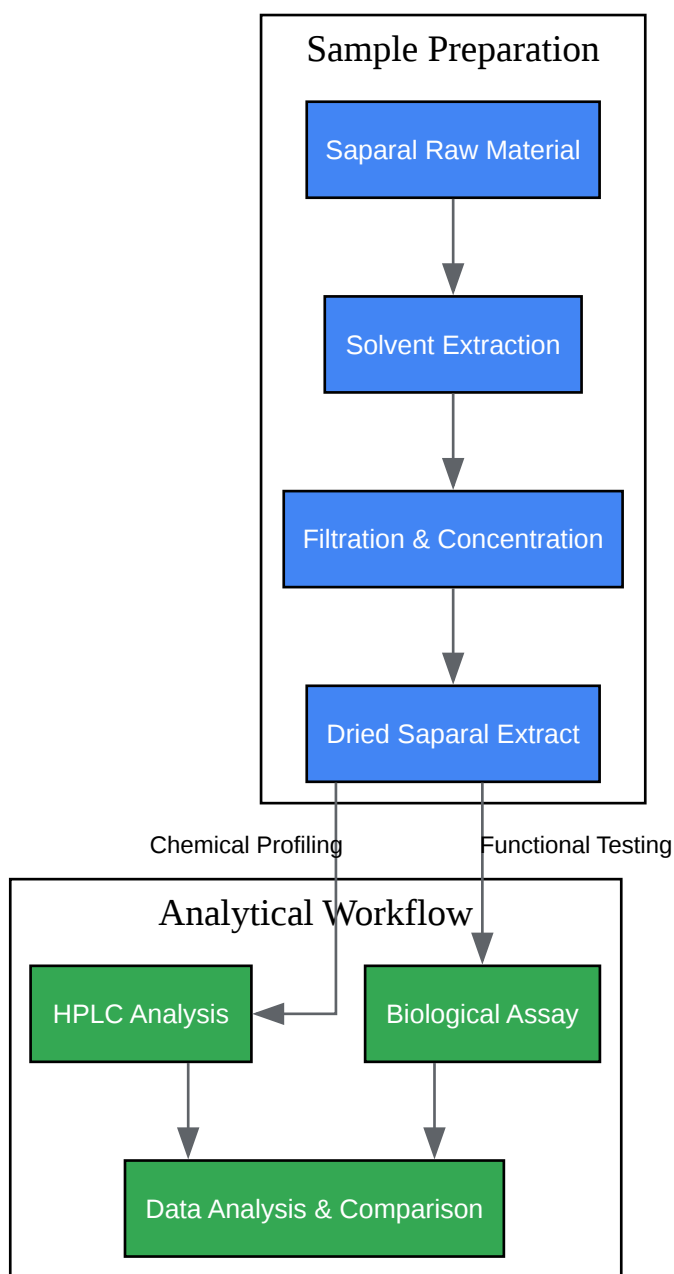 Sample Preparation
Saparal Raw Material
Solvent Extraction
Filtration & Concentration
Dried Saparal Extract
Chemical Profiling
Functional Testing
Analytical Workflow
HPLC Analysis
Biological Assay
Data Analysis & Comparison